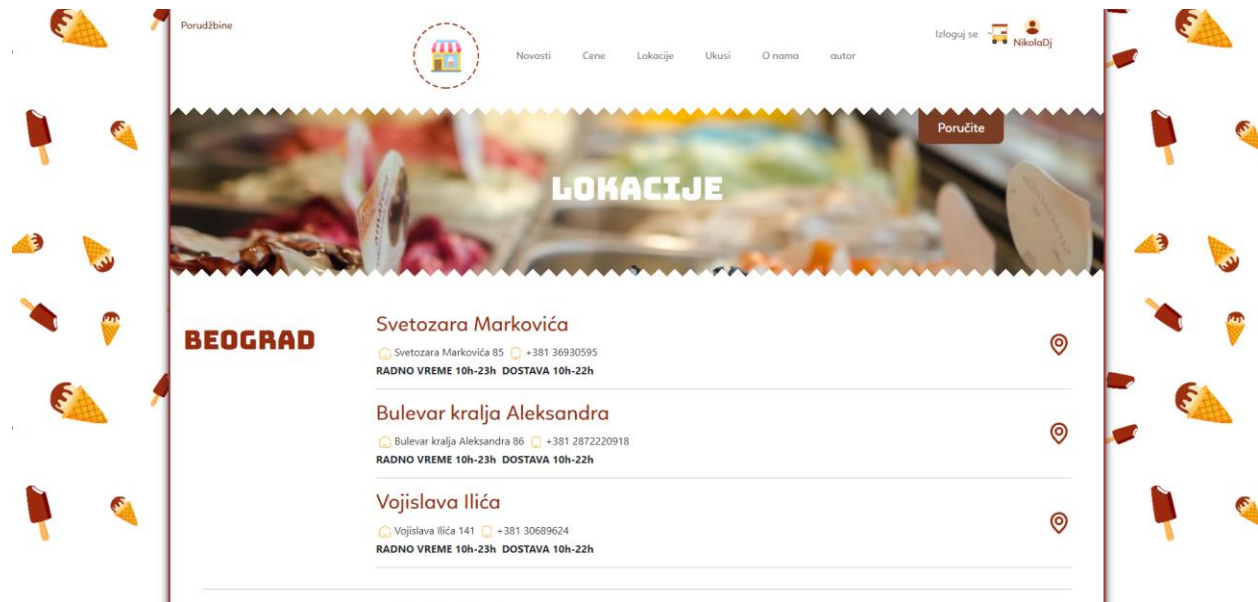 Porudžbine
Izloguj se NikolaDj
Novosti Cene Lokacije Ukusi O nama autor
Poručite
LOKACIJE
BEOGRAD
Svetozara Markovića
Svetozara Markovića 85 +381 36930595
RADNO VREME 10h-23h DOSTAVA 10h-22h
Bulevar kralja Aleksandra
Bulevar kralja Aleksandra 86 +381 2872220918
RADNO VREME 10h-23h DOSTAVA 10h-22h
Vojislava Ilića
Vojislava Ilića 141 +381 30689624
RADNO VREME 10h-23h DOSTAVA 10h-22h